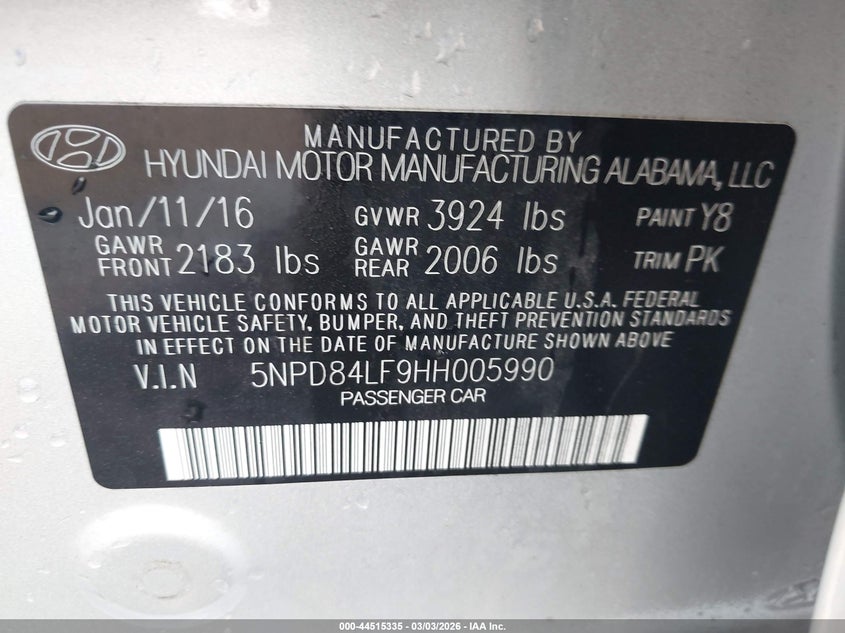 MANUFACTURED BY
HYUNDAI MOTOR MANUFACTURING ALABAMA, LLC
Jan/11/16 GVWR 3924 lbs PAINT Y8
GAWR FRONT 2183 lbs GAWR REAR 2006 lbs TRIM PK
THIS VEHICLE CONFORMS TO ALL APPLICABLE U.S.A. FEDERAL
MOTOR VEHICLE SAFETY, BUMPER, AND THEFT PREVENTION STANDARDS
IN EFFECT ON THE DATE OF MANUFACTURE SHOWN ABOVE.
V.I.N 5NPD84LF9HH005990
PASSENGER CAR
000-44515335 - 03/03/2026 - IAA Inc.